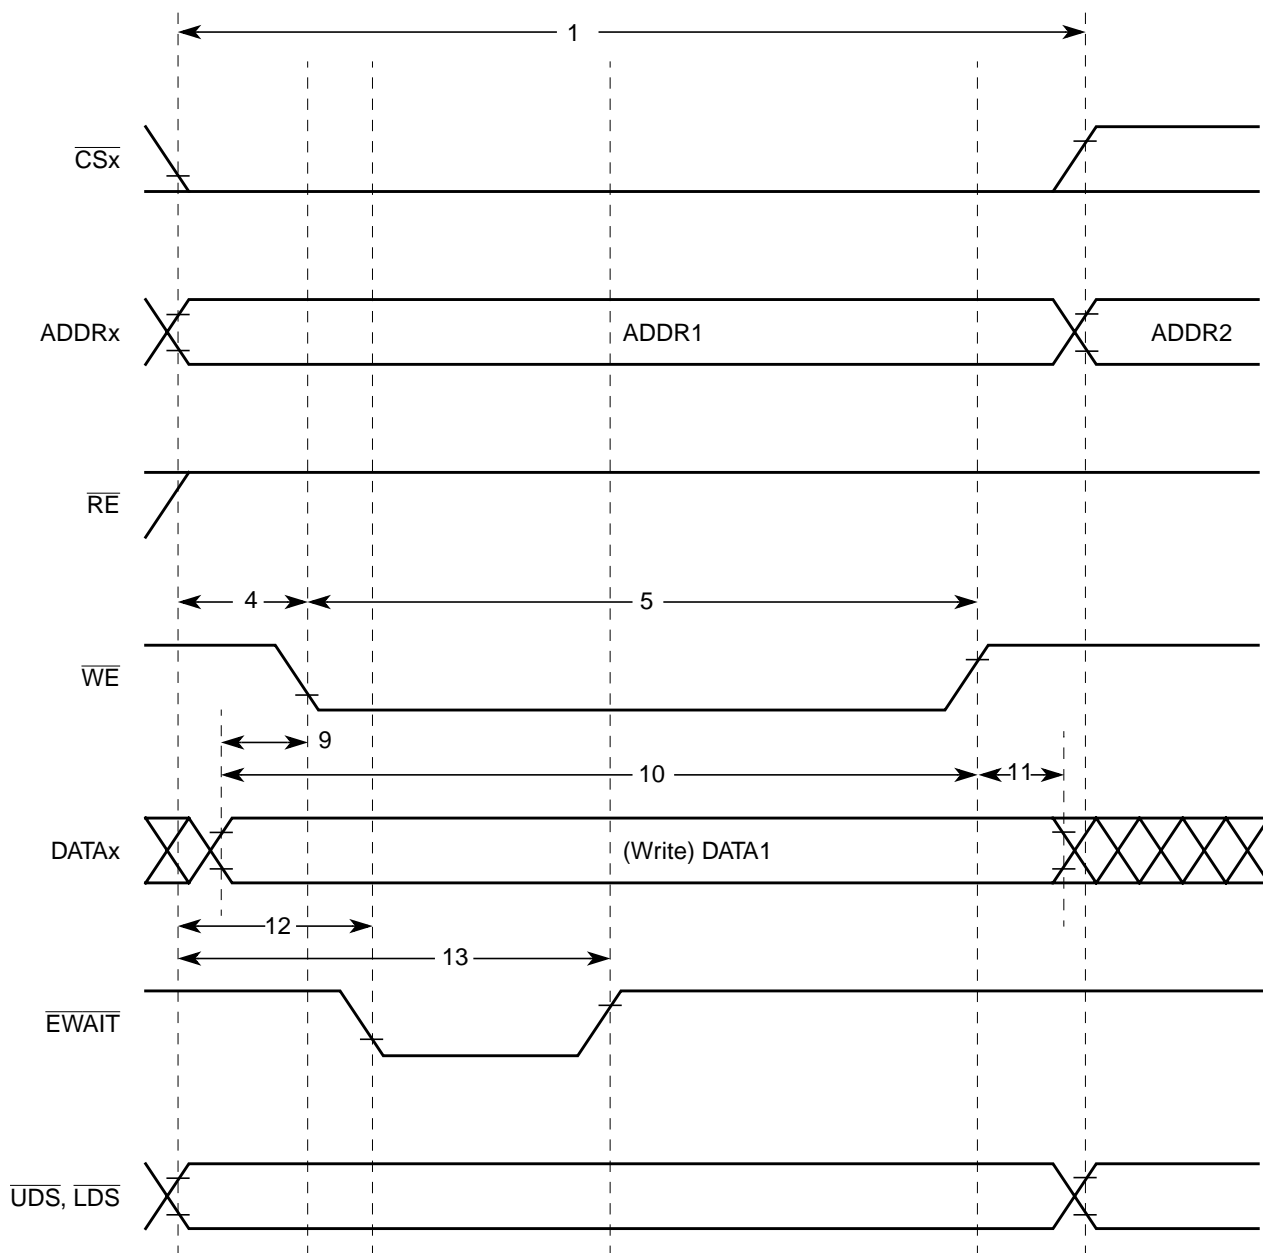 1
CSx
ADDRx
ADDR1
ADDR2
RE
4
5
WE
9
10
11
DATAx
(Write) DATA1
12
13
EWAIT
UDS, LDS